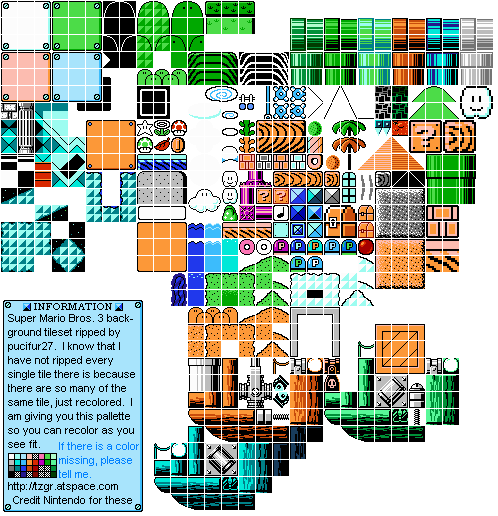 INFORMATION
Super Mario Bros. 3 back-
ground tileset ripped by
pucifur27.  I know that I
have not ripped every
single tile there is because
there are so many of the
same tile, just recolored.  I
am giving you this pallette
so you can recolor as you
see fit.
If there is a color
missing, please
tell me.
http://tzgr.atspace.com
Credit Nintendo for these
P P P
P P